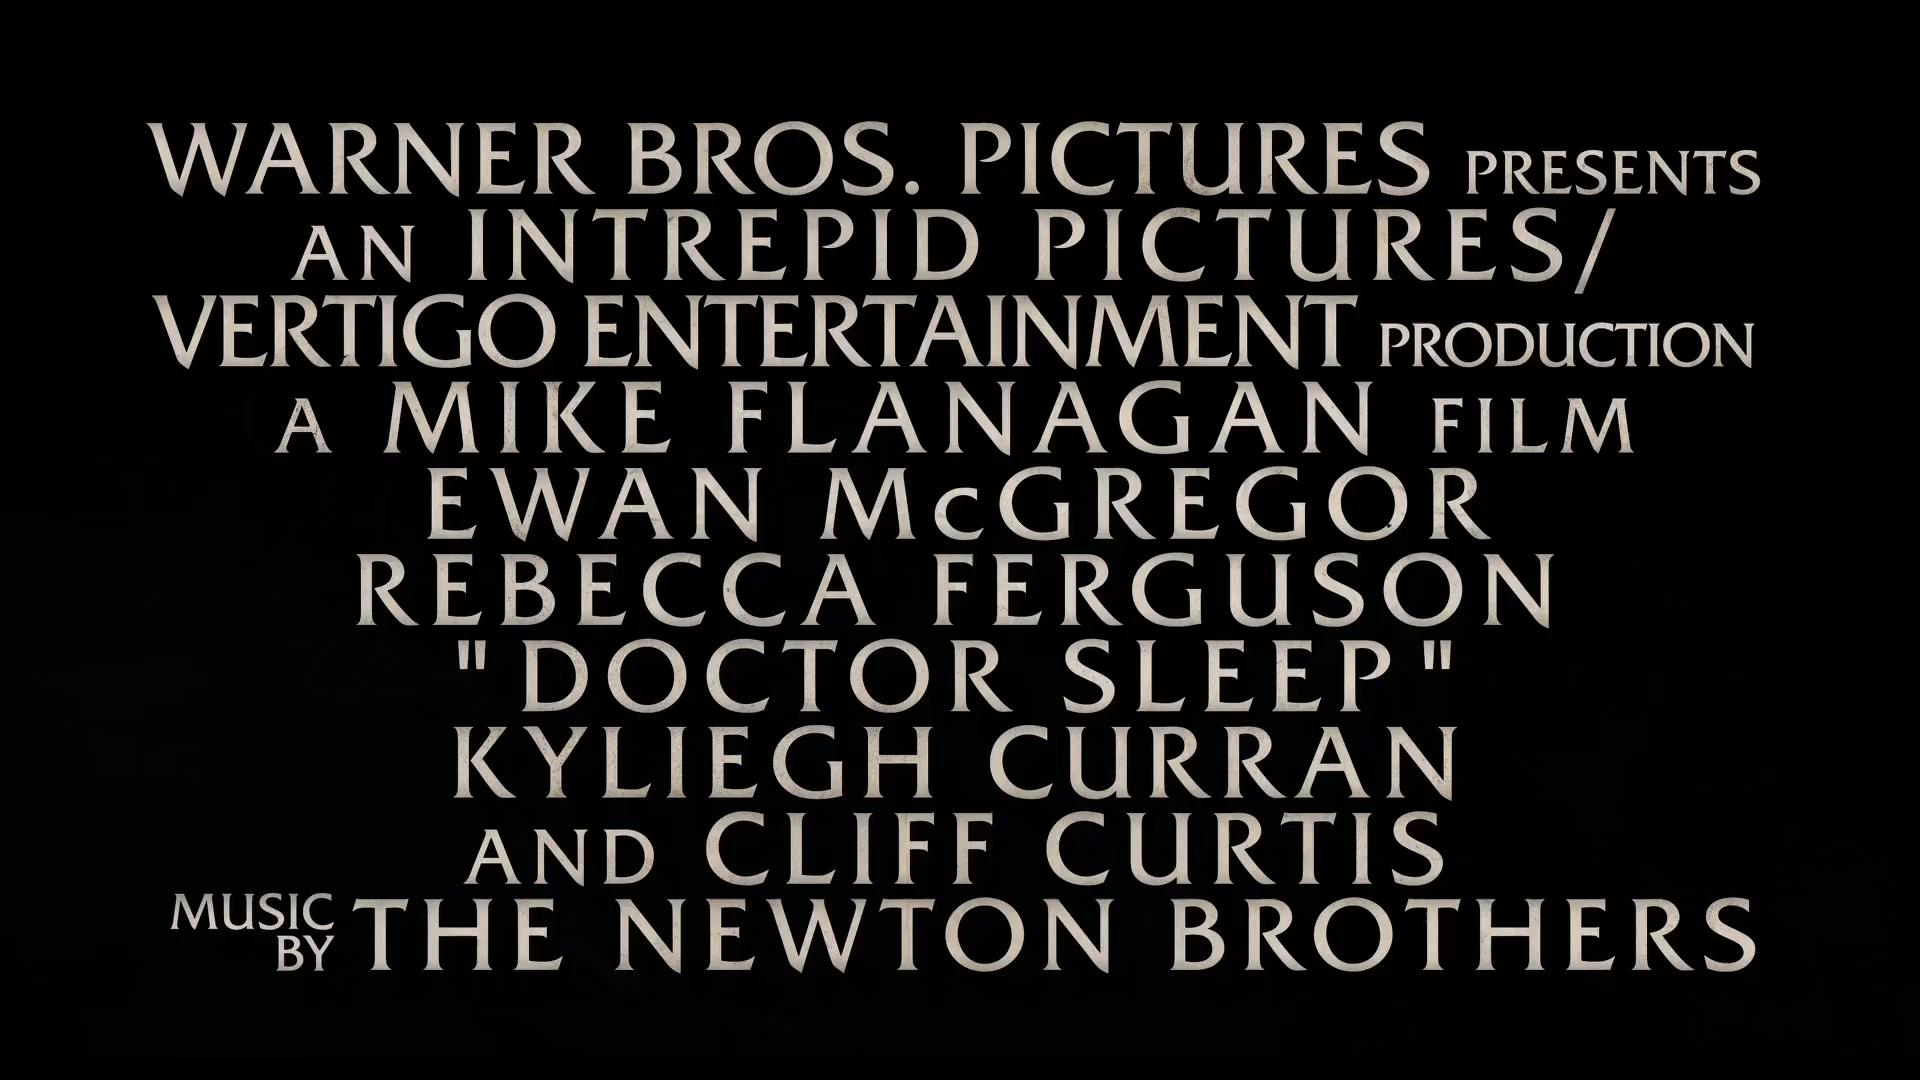 WARNER BROS. PICTURES PRESENTS
AN INTREPID PICTURES/
VERTIGO ENTERTAINMENT PRODUCTION
A MIKE FLANAGAN FILM
EWAN McGREGOR
REBECCA FERGUSON
"DOCTOR SLEEP"
KYLIEGH CURRAN
AND CLIFF CURTIS
MUSIC BY THE NEWTON BROTHERS